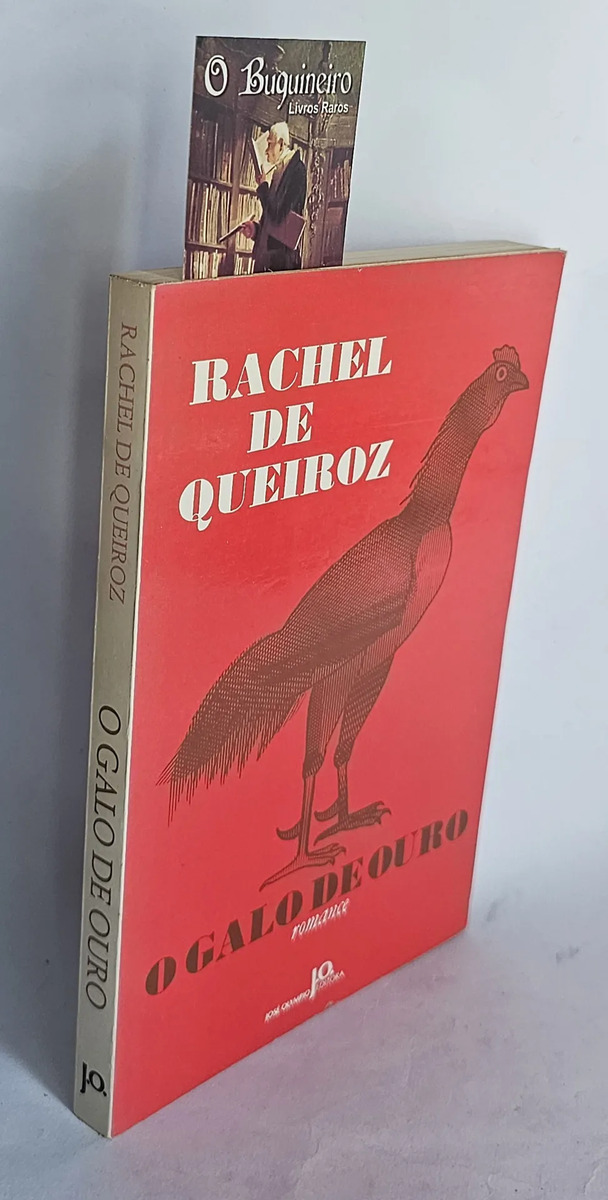 O Buquineiro
Livros Raros
RACHEL
DE
QUEIROZ
O GALO DE OURO
romance
J.O.
JOSÉ OLYMPIO EDITORA
RACHEL DE QUEIROZ
O GALO DE OURO
J.O.